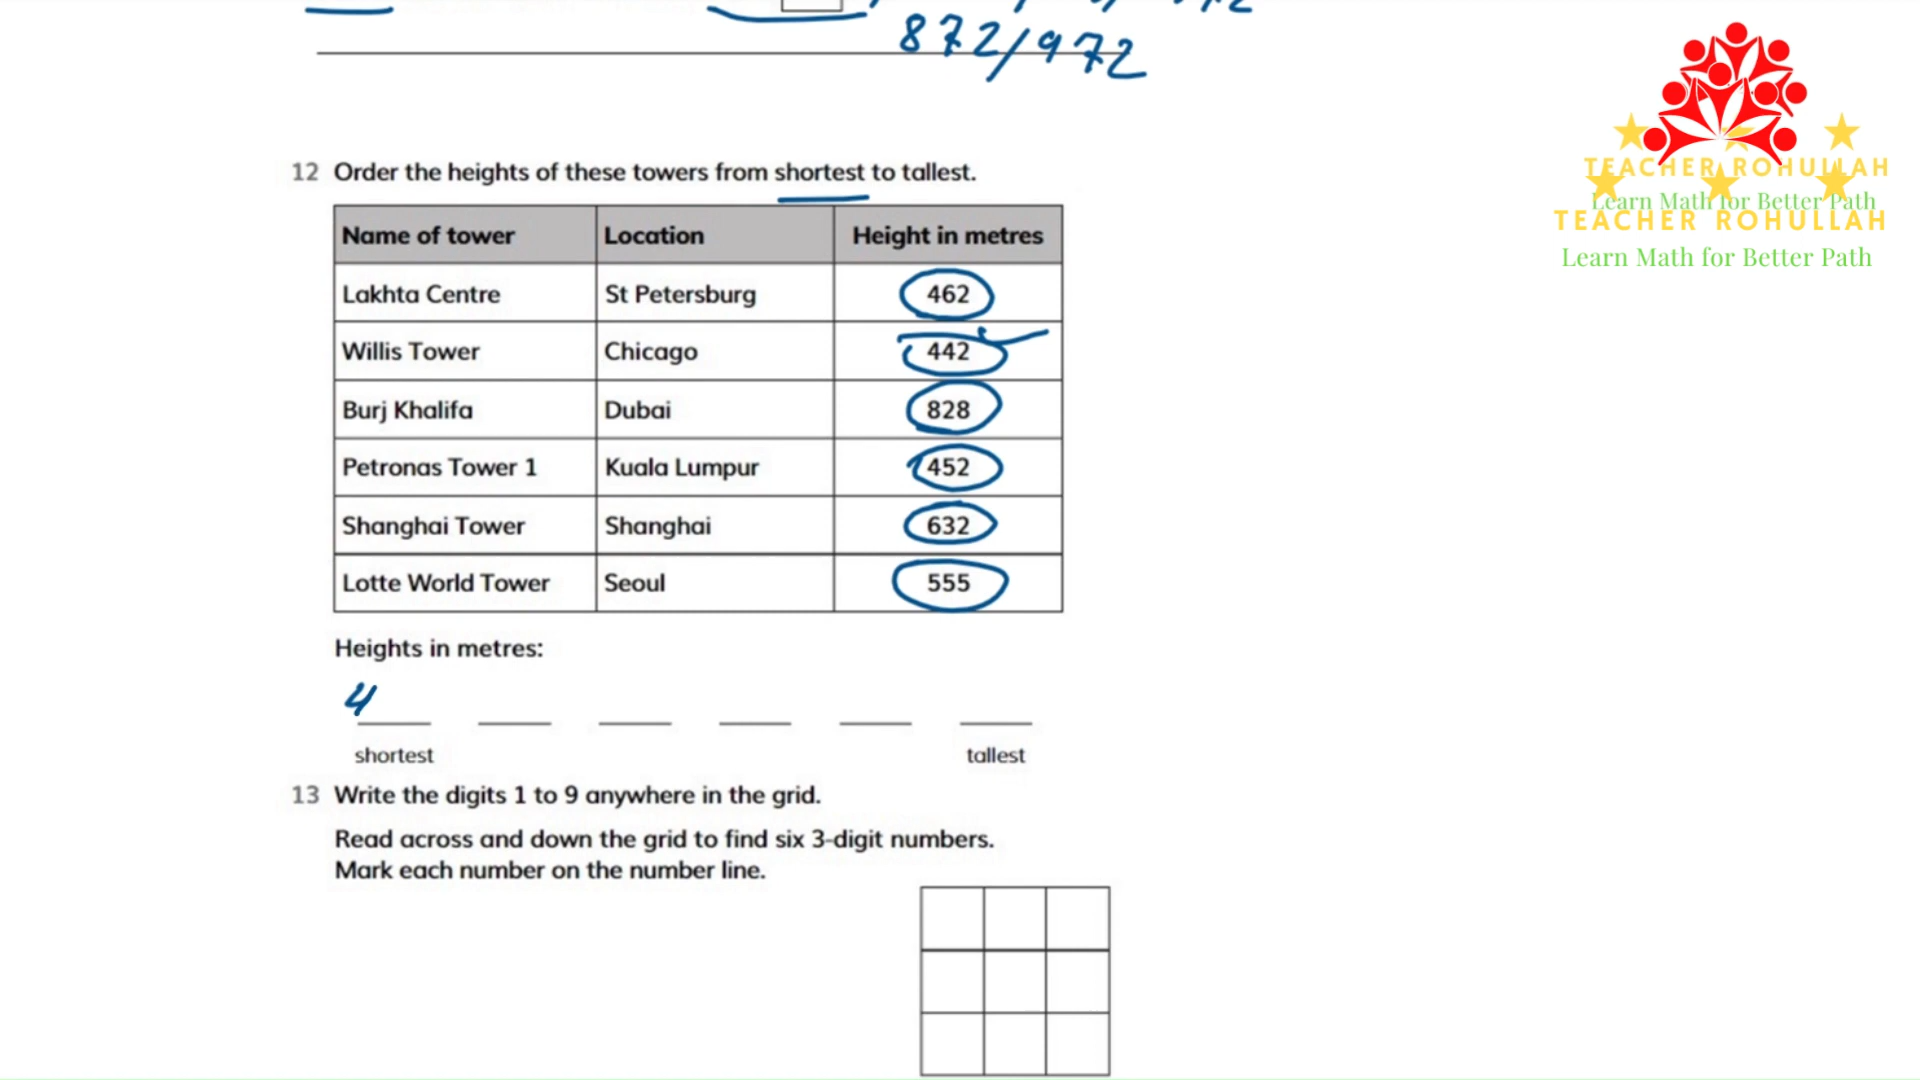 872/972
12 Order the heights of these towers from shortest to tallest.
Name of tower Location Height in metres
Lakhta Centre St Petersburg 462
Willis Tower Chicago 442
Burj Khalifa Dubai 828
Petronas Tower 1 Kuala Lumpur 452
Shanghai Tower Shanghai 632
Lotte World Tower Seoul 555
Heights in metres:
4
shortest tallest
13 Write the digits 1 to 9 anywhere in the grid.
Read across and down the grid to find six 3-digit numbers.
Mark each number on the number line.
TEACHER ROHULLAH
Learn Math for Better Path
TEACHER ROHULLAH
Learn Math for Better Path